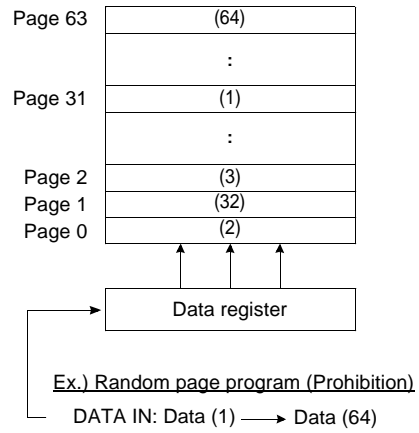 Page 63 (64)
:
Page 31 (1)
:
Page 2 (3)
Page 1 (32)
Page 0 (2)
Data register
Ex.) Random page program (Prohibition)
DATA IN: Data (1) → Data (64)